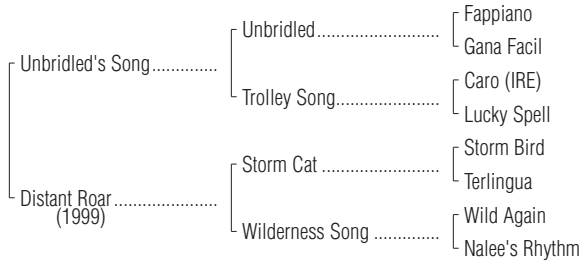 Fappiano
Unbridled
Gana Facil
Unbridled's Song
Caro (IRE)
Trolley Song
Lucky Spell
Storm Bird
Storm Cat
Terlingua
Distant Roar
(1999)
Wild Again
Wilderness Song
Nalee's Rhythm